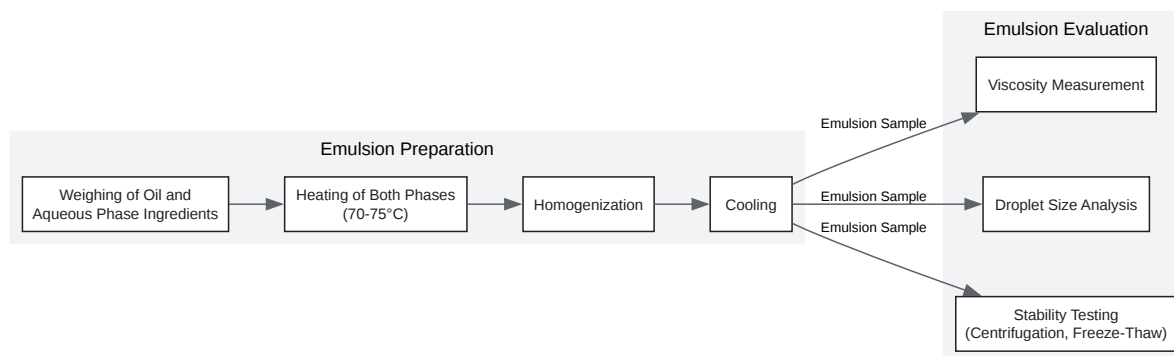 Emulsion Preparation
Weighing of Oil and
Aqueous Phase Ingredients
Heating of Both Phases
(70-75°C)
Homogenization
Cooling
Emulsion Sample
Emulsion Sample
Emulsion Sample
Emulsion Evaluation
Viscosity Measurement
Droplet Size Analysis
Stability Testing
(Centrifugation, Freeze-Thaw)